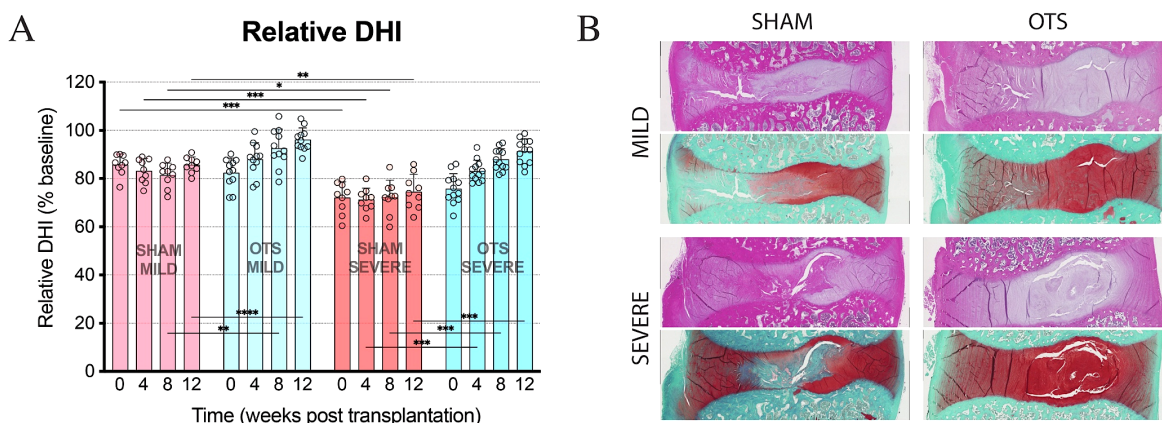 A
Relative DHI
Relative DHI (% baseline)
120
100
80
60
40
20
0
**
*
***
***
SHAM
MILD
OTS
MILD
SHAM
SEVERE
OTS
SEVERE
****
**
***
***
***
0 4 8 12 0 4 8 12 0 4 8 12 0 4 8 12
Time (weeks post transplantation)
B
SHAM OTS
MILD
SEVERE